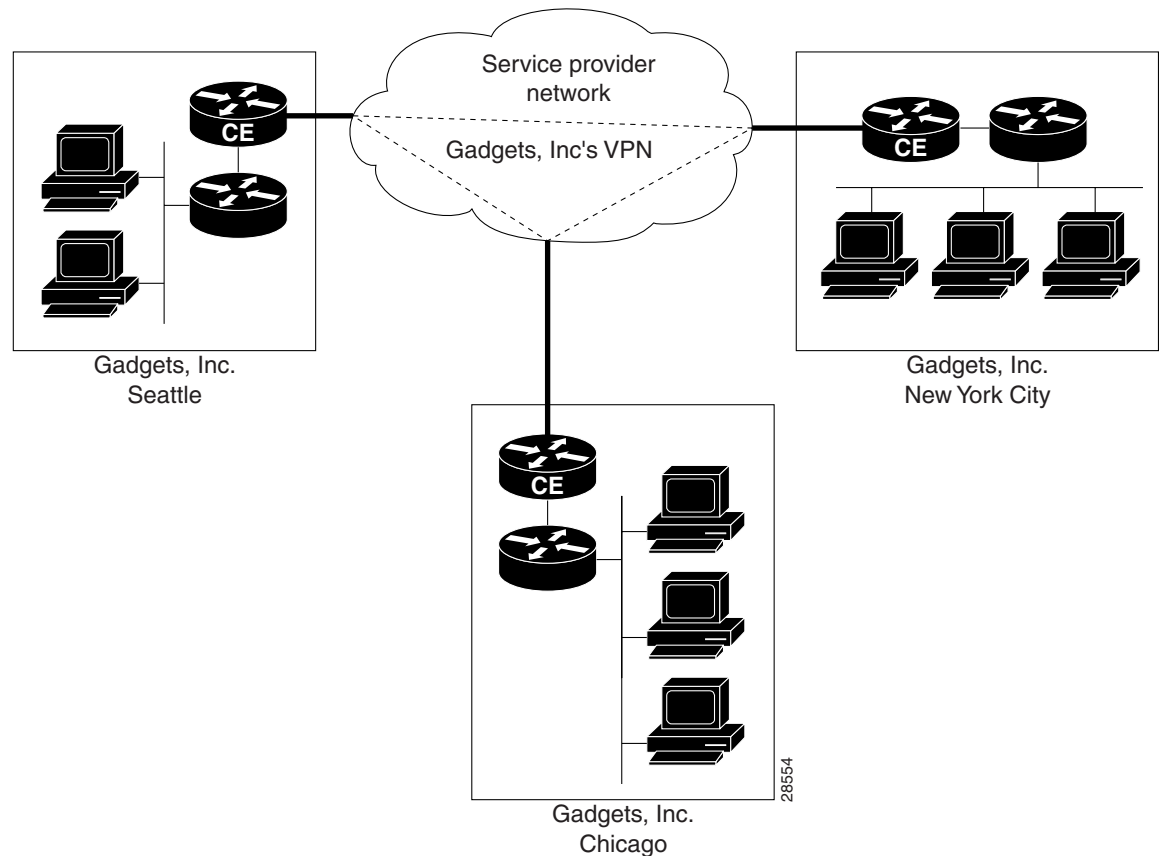 Service provider
network
Gadgets, Inc's VPN
CE
CE
Gadgets, Inc.
Seattle
Gadgets, Inc.
New York City
CE
28554
Gadgets, Inc.
Chicago